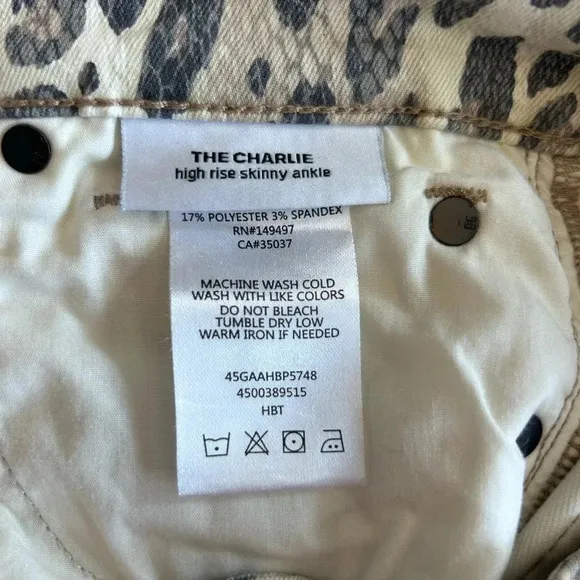 THE CHARLIE
high rise skinny ankle
17% POLYESTER 3% SPANDEX
RN#149497
CA#35037
MACHINE WASH COLD
WASH WITH LIKE COLORS
DO NOT BLEACH
TUMBLE DRY LOW
WARM IRON IF NEEDED
45GAAHBP5748
4500389515
HBT